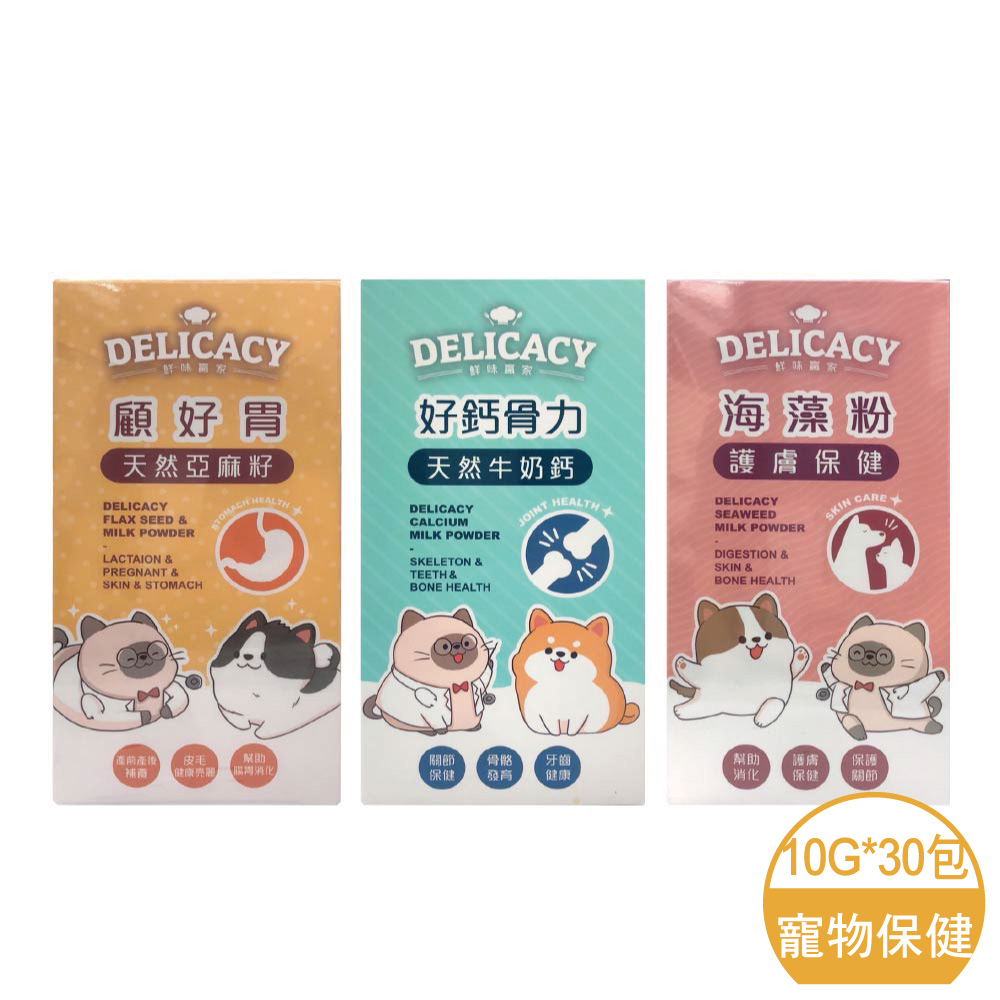 DELICACY
鮮味贏家
顧好胃
天然亞麻籽
DELICACY
FLAX SEED &
MILK POWDER
-
LACTAION &
PREGNANT &
SKIN & STOMACH
STOMACH HEALTH
產前產後
補養
皮毛
健康亮麗
幫助
腸胃消化
DELICACY
鮮味贏家
好鈣骨力
天然牛奶鈣
DELICACY
CALCIUM
MILK POWDER
-
SKELETON &
TEETH &
BONE HEALTH
JOINT HEALTH
關節
保健
骨骼
發育
牙齒
健康
DELICACY
鮮味贏家
海藻粉
護膚保健
DELICACY
SEAWEED
MILK POWDER
-
DIGESTION &
SKIN &
BONE HEALTH
SKIN CARE
幫助
消化
護膚
保健
保護
關節
10G*30包
寵物保健